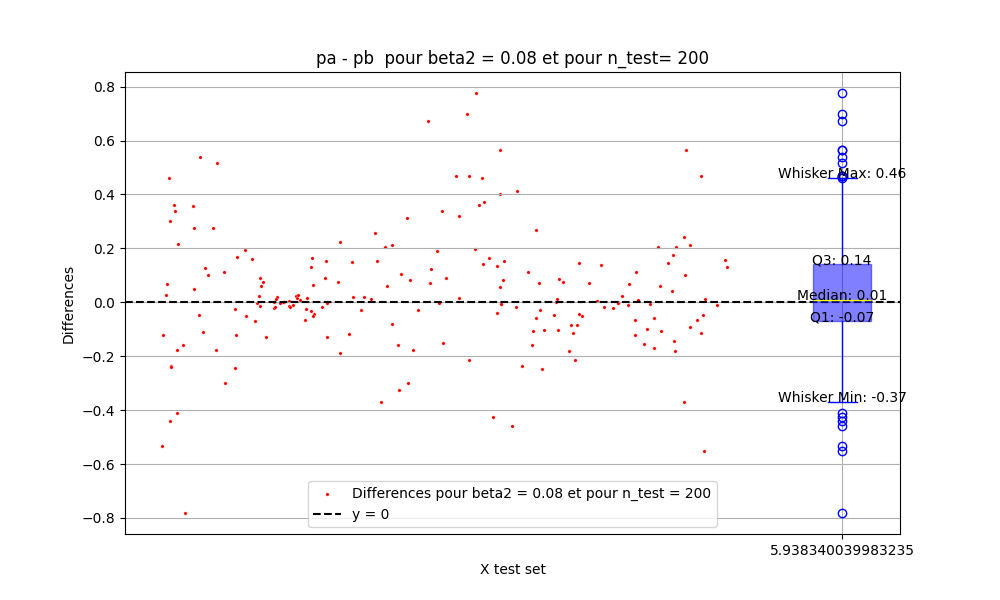 pa - pb  pour beta2 = 0.08 et pour n_test= 200
Differences
0.8
0.6
0.4
0.2
0.0
−0.2
−0.4
−0.6
−0.8
Whisker Max: 0.46
Q3: 0.14
Median: 0.01
Q1: -0.07
Whisker Min: -0.37
Differences pour beta2 = 0.08 et pour n_test = 200
y = 0
5.938340039983235
X test set